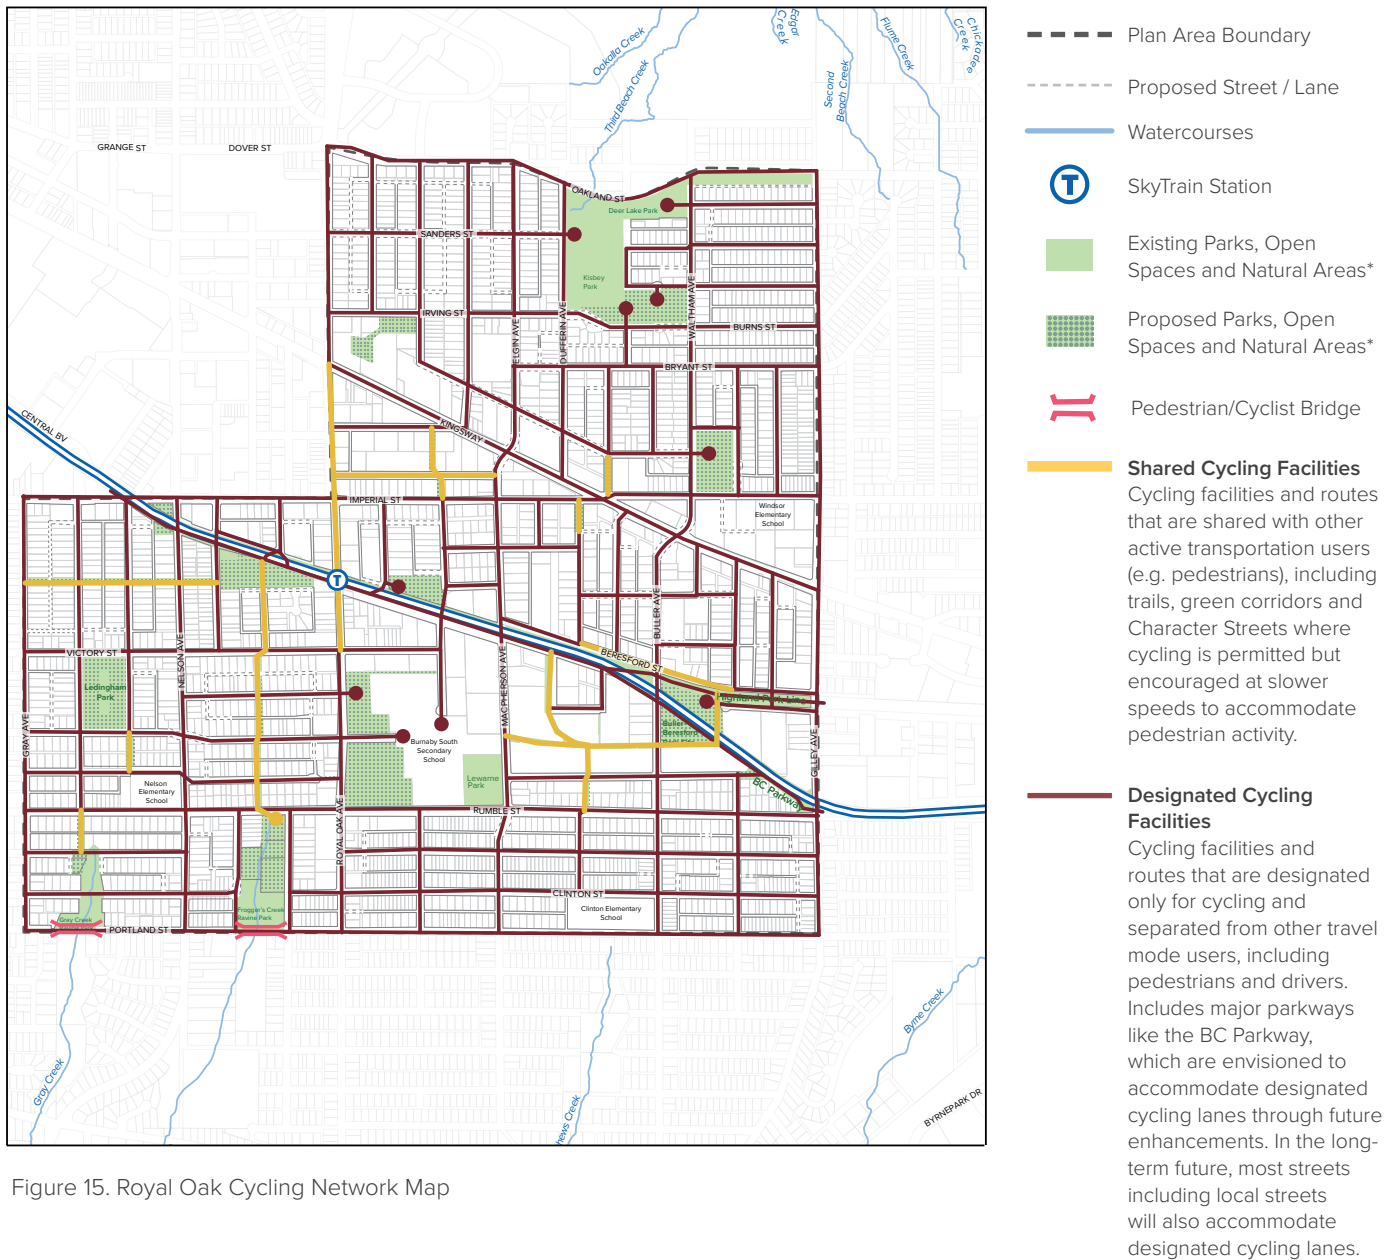 Oakalla Creek
Third Beach Creek
Edgar
Creek
Second
Beach Creek
Flume Creek
Chickadee
Creek
GRANGE ST
DOVER ST
OAKLAND ST
Deer Lake Park
SANDERS ST
Kisbey
Park
IRVING ST
ELGIN AVE
DUFFERIN AVE
WALTHAM AVE
BURNS ST
BRYANT ST
CENTRAL BV
KINGSWAY
IMPERIAL ST
Windsor
Elementary
School
T
BULLER AVE
VICTORY ST
NELSON AVE
BERESFORD ST
Ledingham
Park
MACPHERSON AVE
GRAY AVE
Burnaby South
Secondary
School
Buller
Beresford
GILLEY AVE
Nelson
Elementary
School
Lewarne
Park
BC Parkway
ROYAL OAK AVE
RUMBLE ST
CLINTON ST
Clinton Elementary
School
Gray Creek
Frogger's Creek
Ravine Park
PORTLAND ST
Gray Creek
Byrne Creek
hews Creek
BYRNEPARK DR
Plan Area Boundary
Proposed Street / Lane
Watercourses
T
SkyTrain Station
Existing Parks, Open
Spaces and Natural Areas*
Proposed Parks, Open
Spaces and Natural Areas*
Pedestrian/Cyclist Bridge
Shared Cycling Facilities
Cycling facilities and routes
that are shared with other
active transportation users
(e.g. pedestrians), including
trails, green corridors and
Character Streets where
cycling is permitted but
encouraged at slower
speeds to accommodate
pedestrian activity.
Designated Cycling
Facilities
Cycling facilities and
routes that are designated
only for cycling and
separated from other travel
mode users, including
pedestrians and drivers.
Includes major parkways
like the BC Parkway,
which are envisioned to
accommodate designated
cycling lanes through future
enhancements. In the long-
term future, most streets
including local streets
will also accommodate
designated cycling lanes.
Figure 15. Royal Oak Cycling Network Map